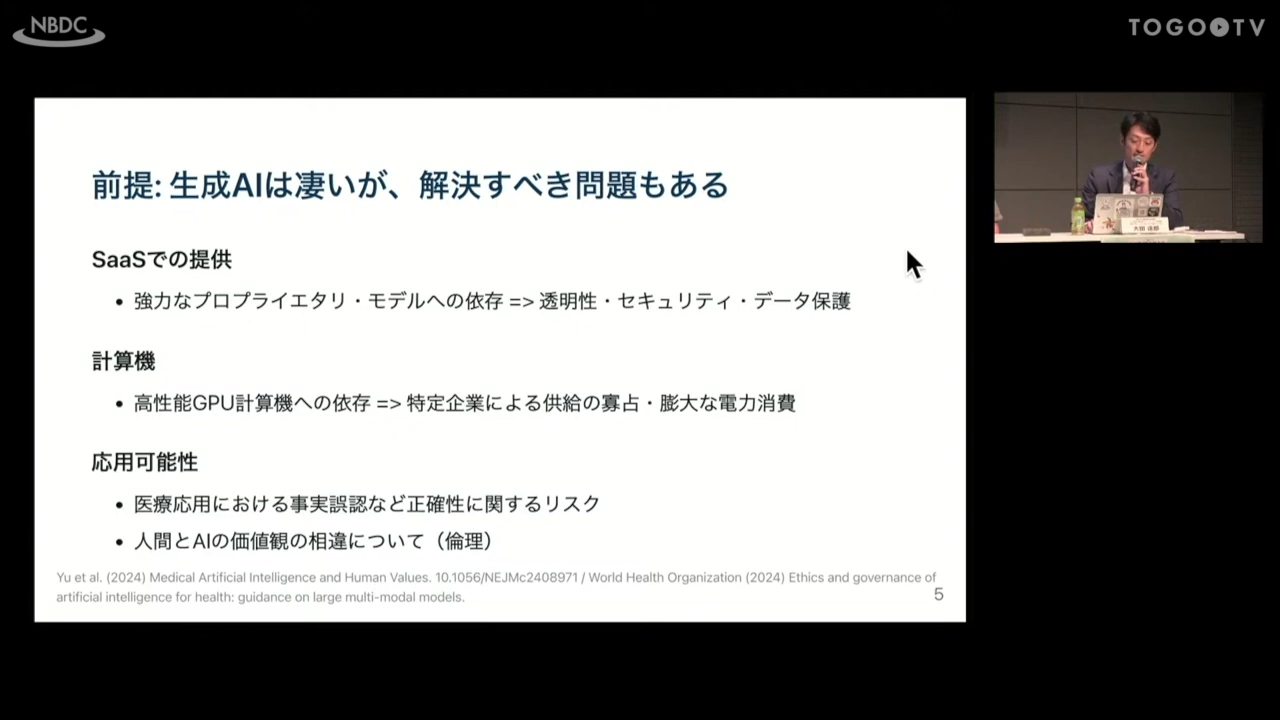 NBDC
TOGOTV
前提: 生成AIは凄いが、解決すべき問題もある
SaaSでの提供
• 強力なプロプライエタリ・モデルへの依存 => 透明性・セキュリティ・データ保護
計算機
• 高性能GPU計算機への依存 => 特定企業による供給の寡占・膨大な電力消費
応用可能性
• 医療応用における事実誤認など正確性に関するリスク
• 人間とAIの価値観の相違について（倫理）
Yu et al. (2024) Medical Artificial Intelligence and Human Values. 10.1056/NEJMc2408971 / World Health Organization (2024) Ethics and governance of
artificial intelligence for health: guidance on large multi-modal models.
5